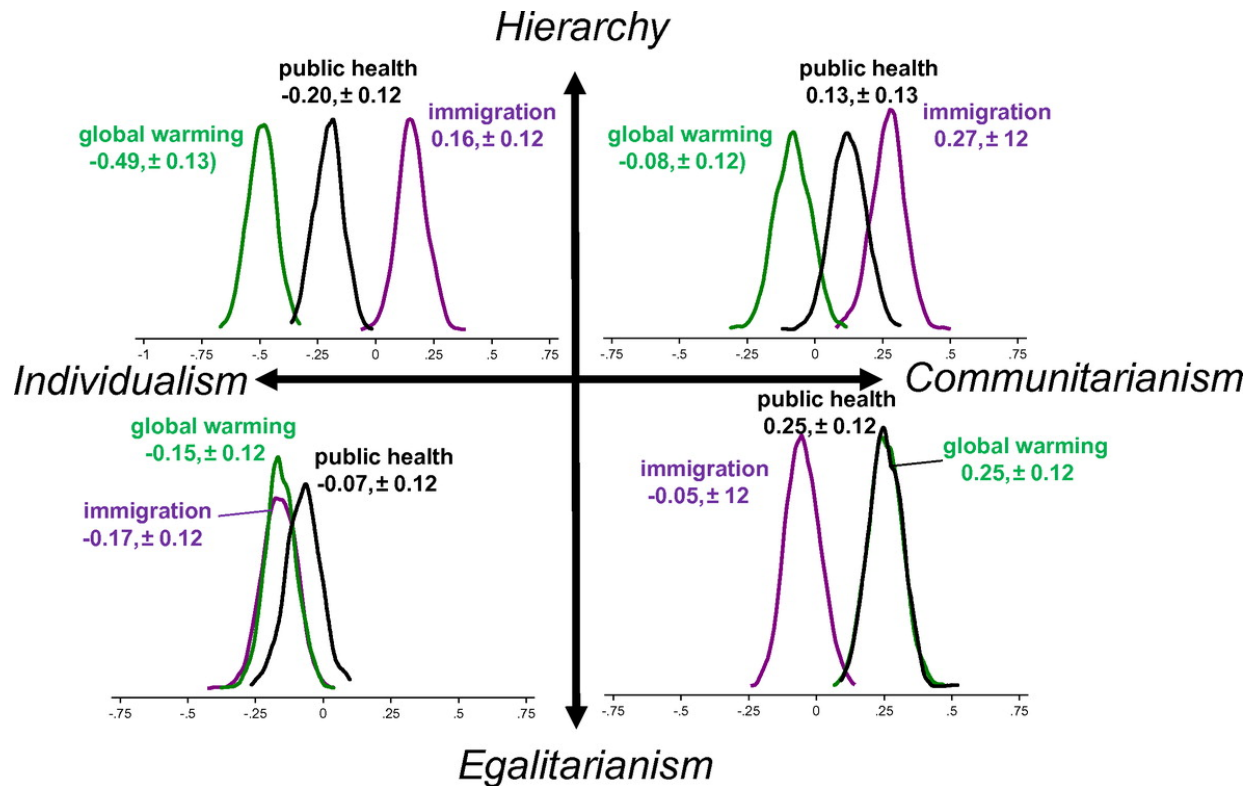 Hierarchy
public health
-0.20, ± 0.12
immigration
0.16, ± 0.12
global warming
-0.49, ± 0.13)
-1 -.75 -.5 -.25 0 .25 .5 .75
public health
0.13, ± 0.13
immigration
0.27, ± 12
global warming
-0.08, ± 0.12)
-.75 -.5 -.25 0 .25 .5 .75
Individualism
Communitarianism
global warming
-0.15, ± 0.12
public health
-0.07, ± 0.12
immigration
-0.17, ± 0.12
-.75 -.5 -.25 0 .25 .5 .75
public health
0.25, ± 0.12
global warming
0.25, ± 0.12
immigration
-0.05, ± 12
-.75 -.5 -.25 0 .25 .5 .75
Egalitarianism